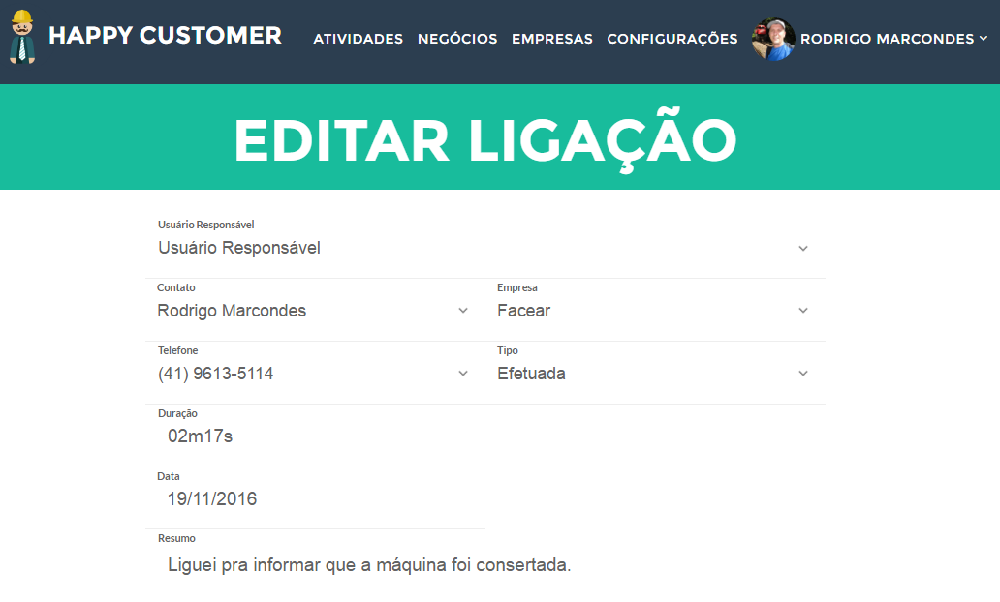 HAPPY CUSTOMER ATIVIDADES NEGÓCIOS EMPRESAS CONFIGURAÇÕES RODRIGO MARCONDES
EDITAR LIGAÇÃO
Usuário Responsável
Usuário Responsável
Contato Empresa
Rodrigo Marcondes Facear
Telefone Tipo
(41) 9613-5114 Efetuada
Duração
02m17s
Data
19/11/2016
Resumo
Liguei pra informar que a máquina foi consertada.